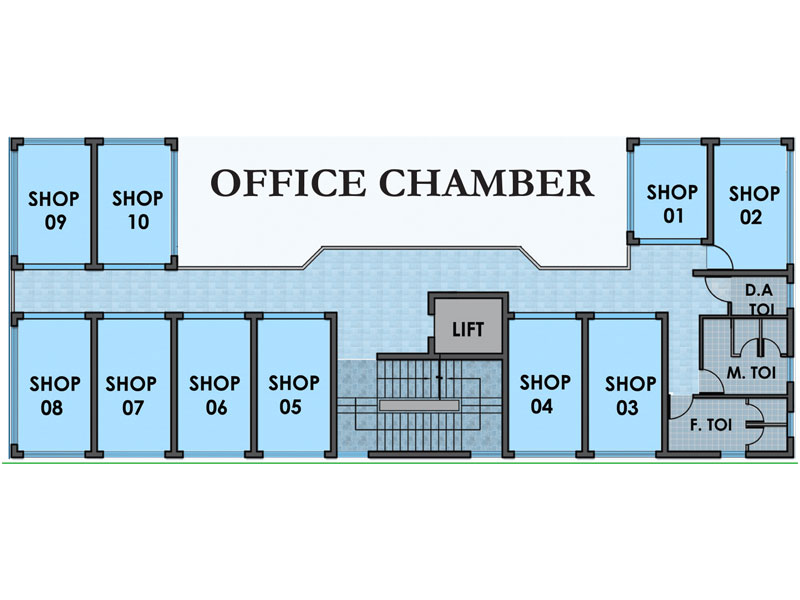 OFFICE CHAMBER
SHOP
09
SHOP
10
SHOP
01
SHOP
02
D.A
TOI
LIFT
M. TOI
SHOP
08
SHOP
07
SHOP
06
SHOP
05
SHOP
04
SHOP
03
F. TOI